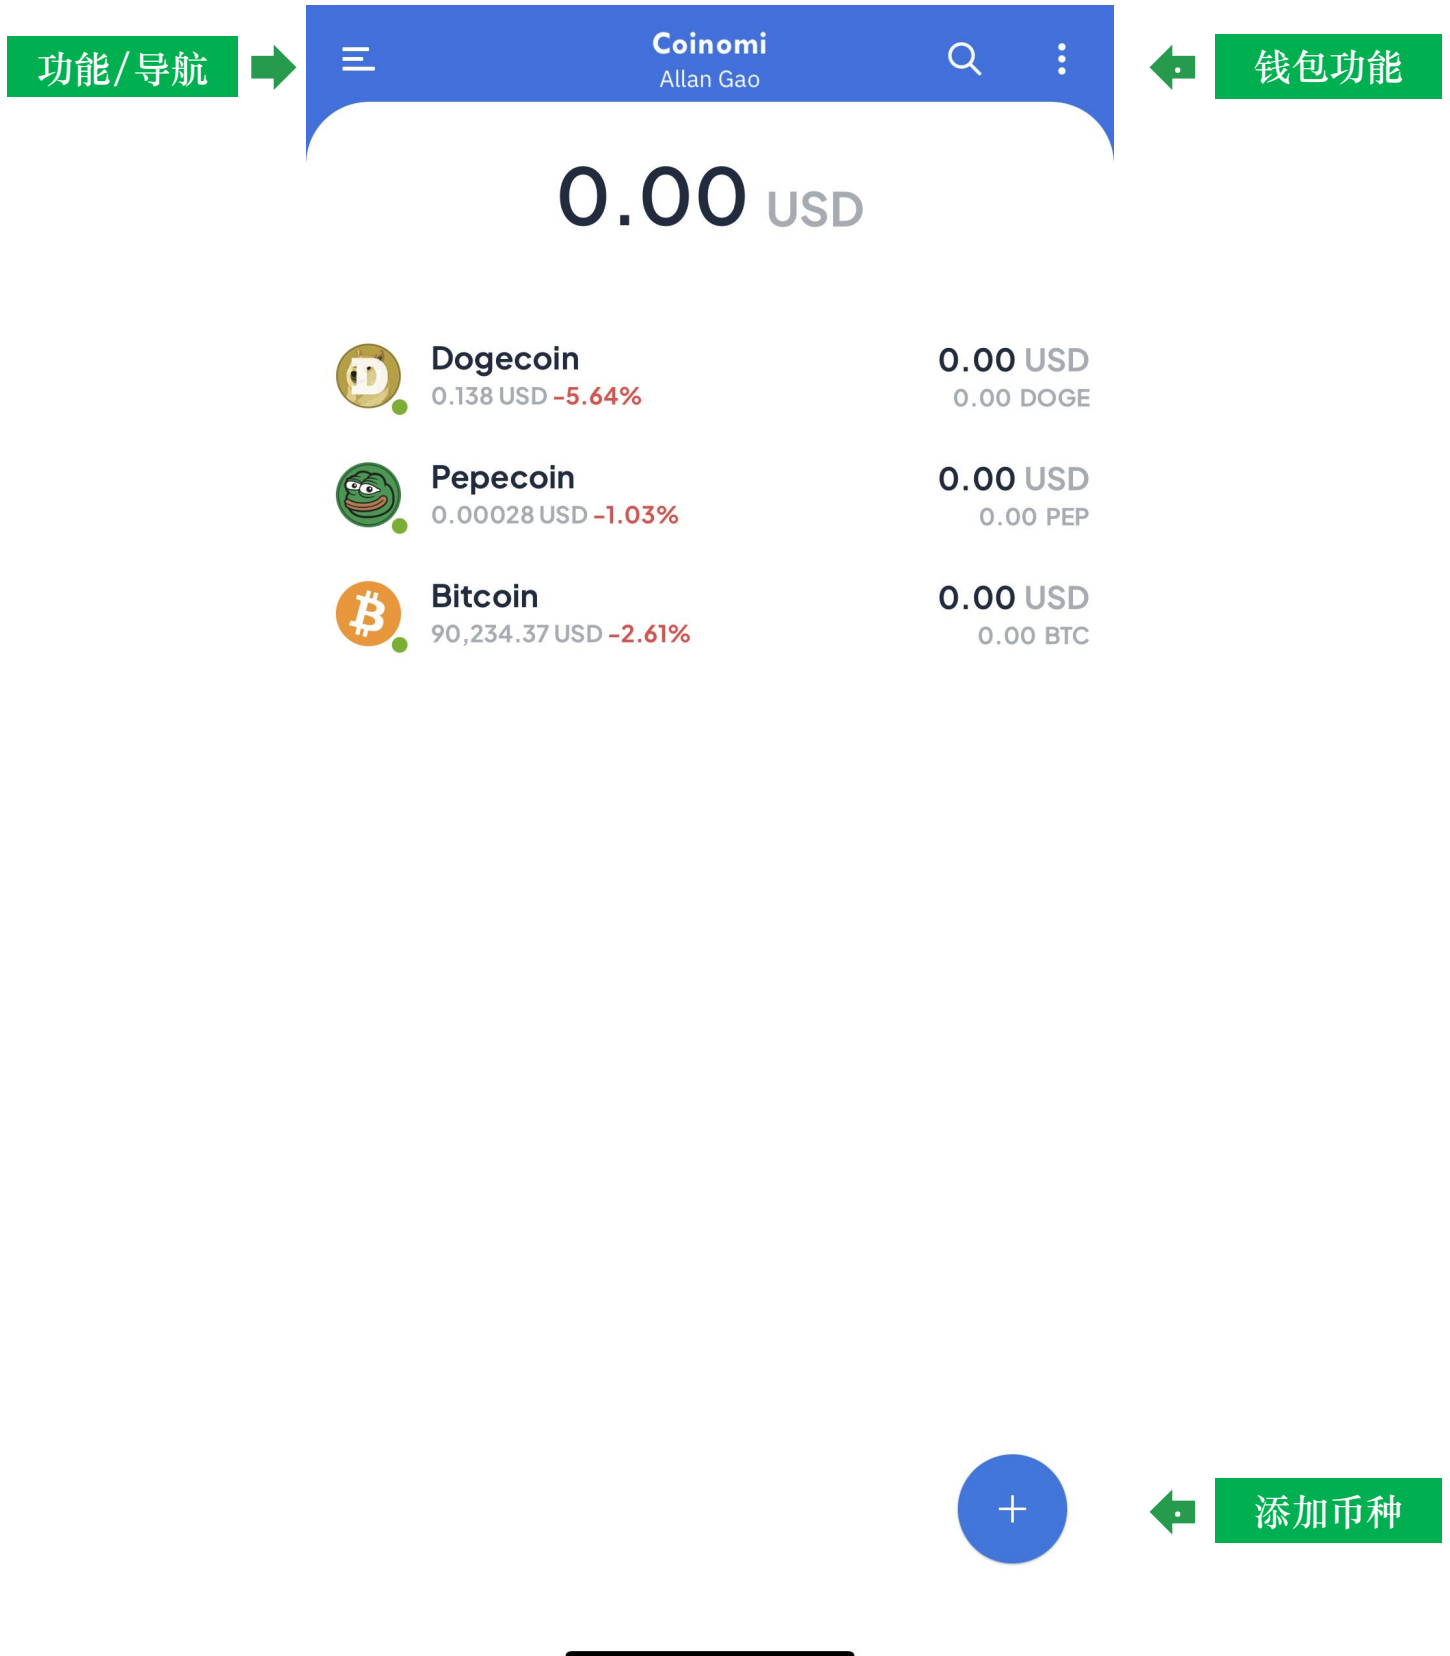 功能/导航
Coinomi
Allan Gao
钱包功能
0.00 USD
Dogecoin
0.00 USD
0.138 USD -5.64%
0.00 DOGE
Pepecoin
0.00 USD
0.00028 USD -1.03%
0.00 PEP
Bitcoin
0.00 USD
90,234.37 USD -2.61%
0.00 BTC
添加币种